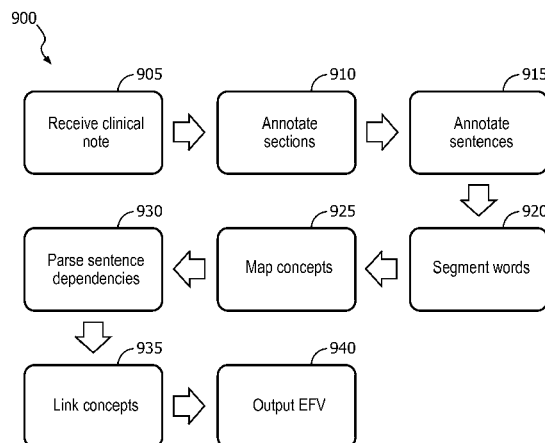 900
905
910
915
Receive clinical
note
Annotate
sections
Annotate
sentences
930
925
920
Parse sentence
dependencies
Map concepts
Segment words
935
940
Link concepts
Output EFV